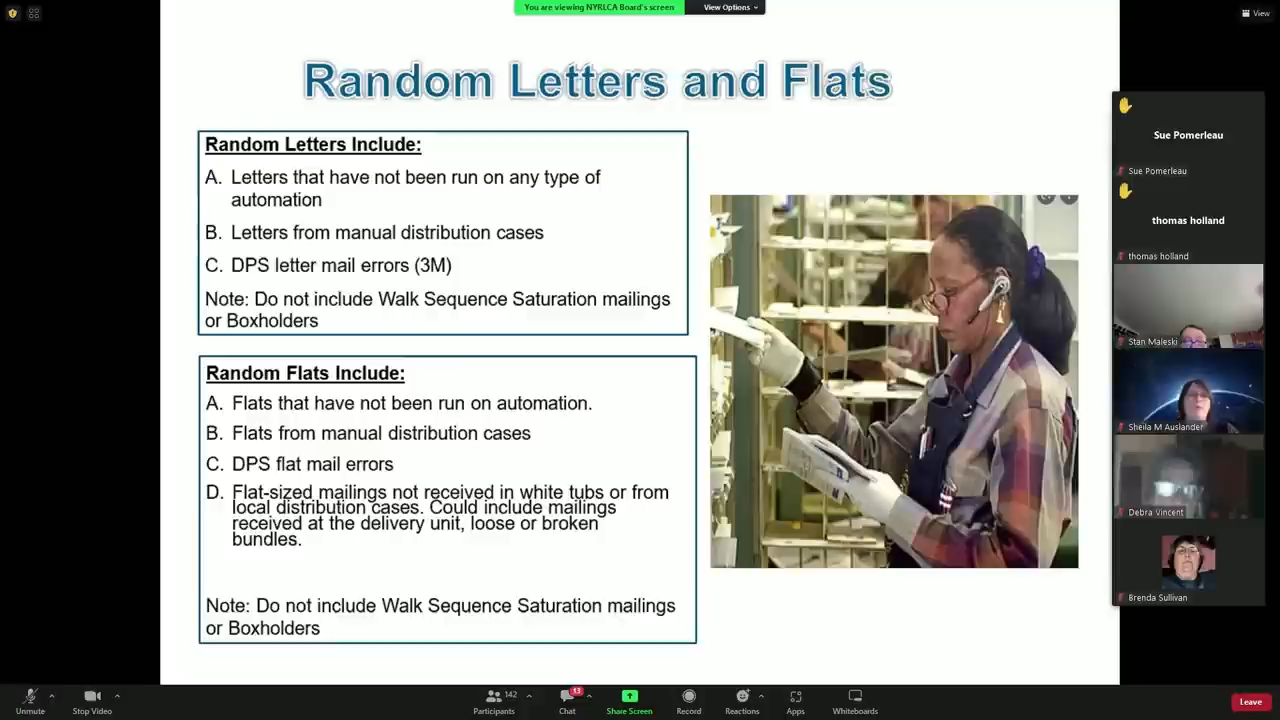 You are viewing NYRLCA Board's screen
View Options
View
Random Letters and Flats
Random Letters Include:
A. Letters that have not been run on any type of
automation
B. Letters from manual distribution cases
C. DPS letter mail errors (3M)
Note: Do not include Walk Sequence Saturation mailings
or Boxholders
Random Flats Include:
A. Flats that have not been run on automation.
B. Flats from manual distribution cases
C. DPS flat mail errors
D. Flat-sized mailings not received in white tubs or from
local distribution cases. Could include mailings
received at the delivery unit, loose or broken
bundles.
Note: Do not include Walk Sequence Saturation mailings
or Boxholders
Sue Pomerleau
Sue Pomerleau
thomas holland
thomas holland
Stan Maleski
Sheila M Auslander
Debra Vincent
Brenda Sullivan
Unmute
Stop Video
142
Participants
13
Chat
Share Screen
Record
Reactions
Apps
Whiteboards
Leave